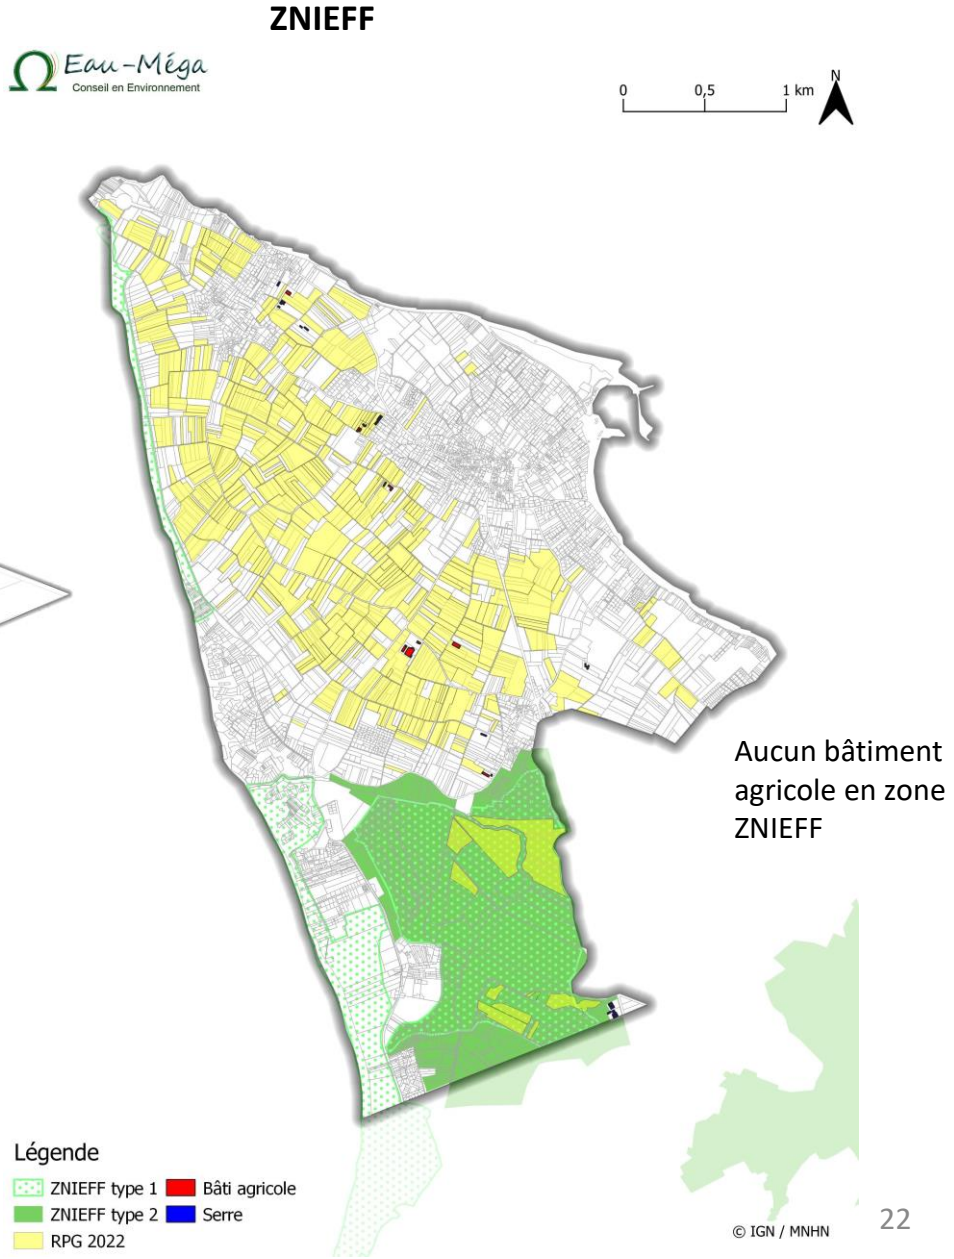 ZNIEFF
Eau-Méga
Conseil en Environnement
0 0,5 1 km
N
Aucun bâtiment
agricole en zone
ZNIEFF
Légende
ZNIEFF type 1 Bâti agricole
ZNIEFF type 2 Serre
RPG 2022
© IGN / MNHN
22